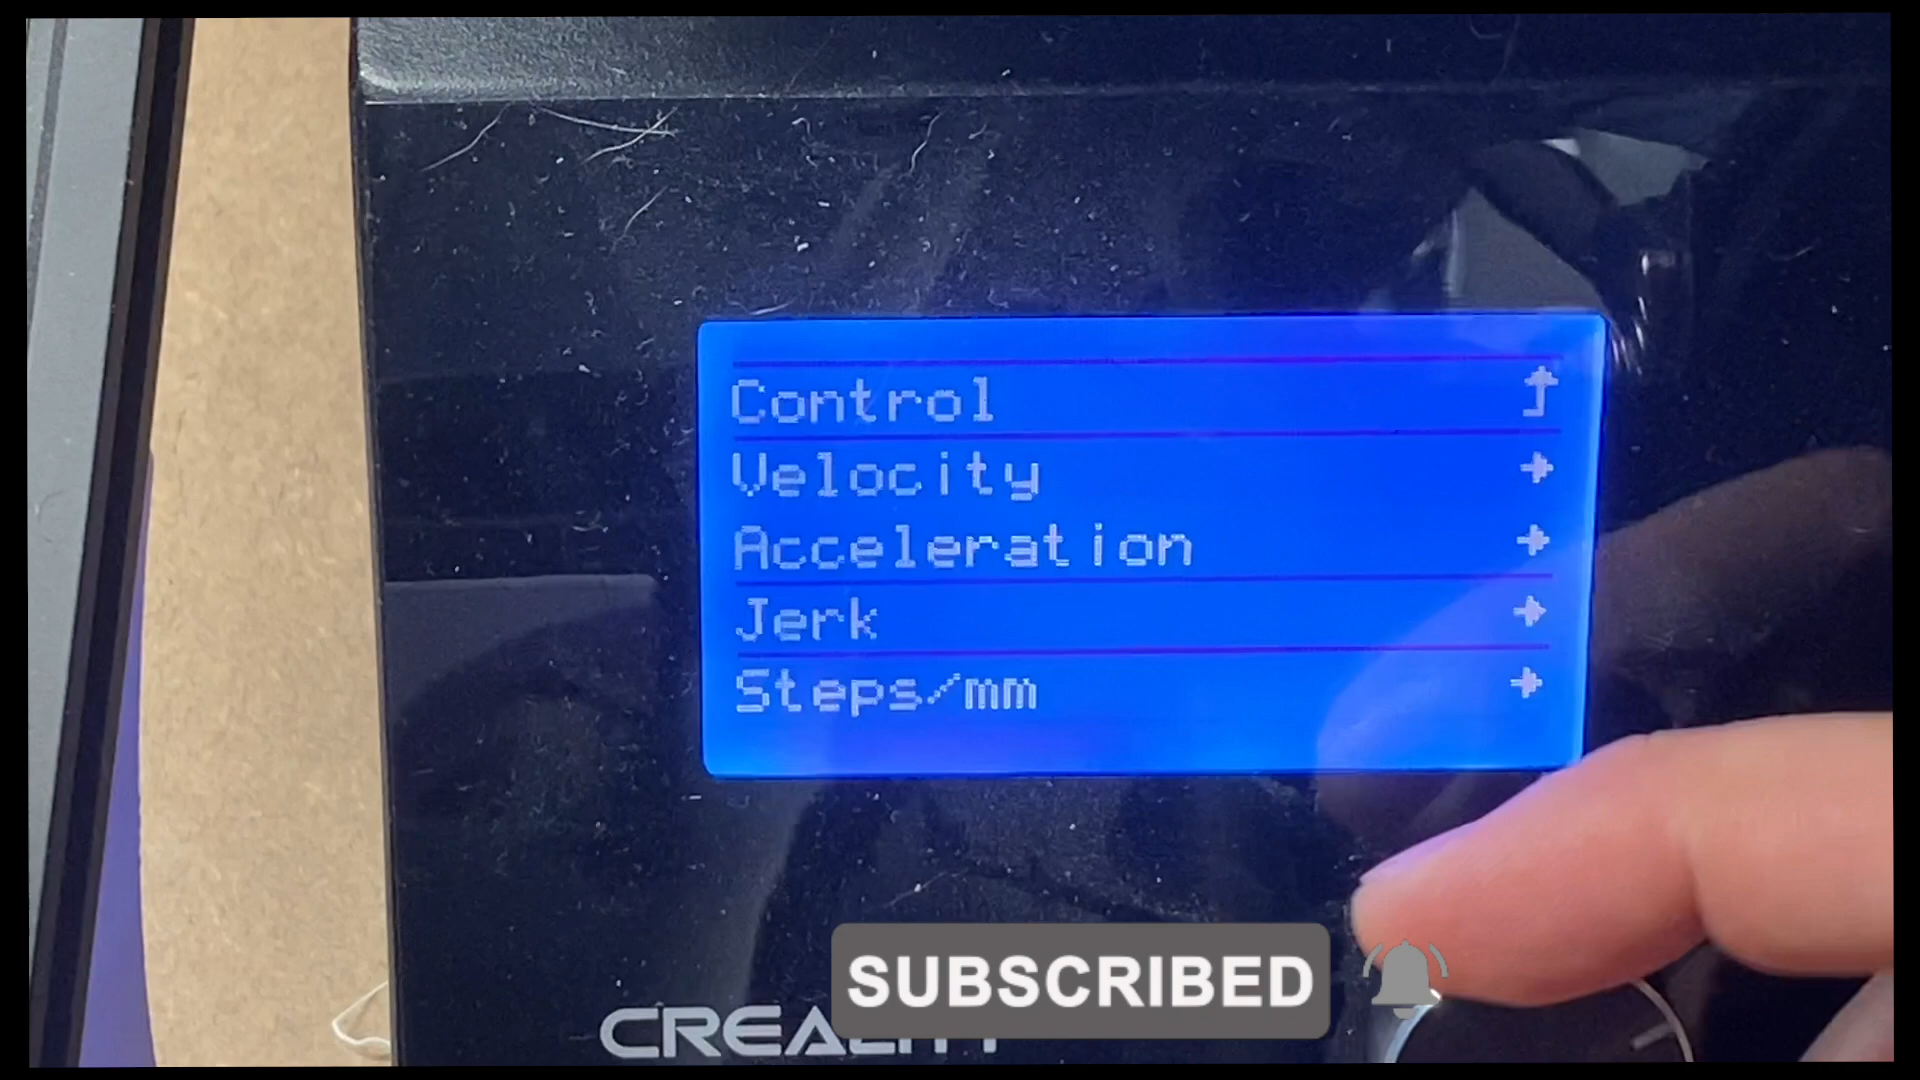 Control
Velocity
Acceleration
Jerk
Steps/mm
SUBSCRIBED
CREALITY